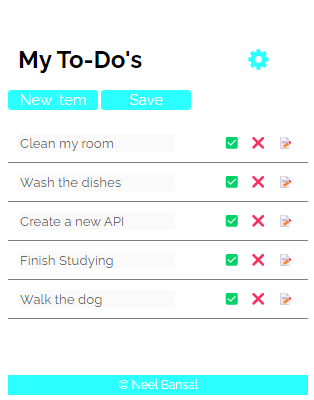 My To-Do's
New Item Save
Clean my room
Wash the dishes
Create a new API
Finish Studying
Walk the dog
© Neel Bansal